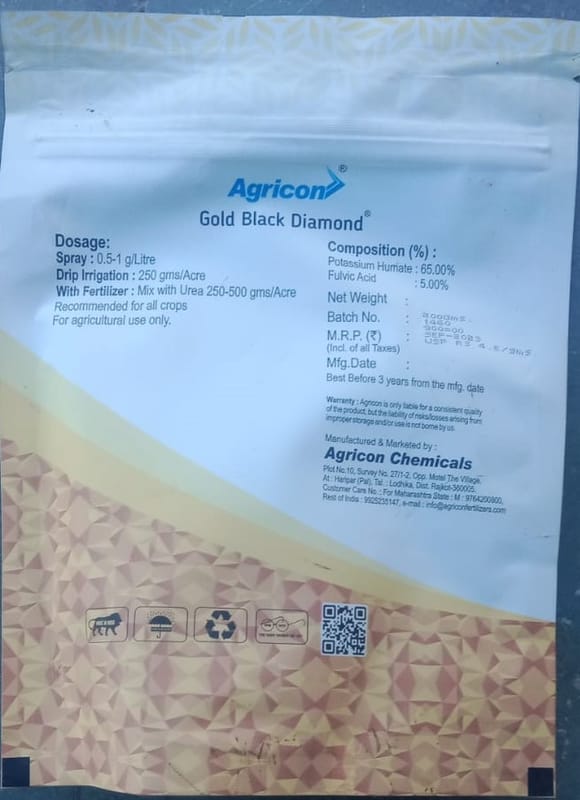 Agricon®
Gold Black Diamond®
Dosage:
Spray : 0.5-1 g/Litre
Drip Irrigation : 250 gms/Acre
With Fertilizer : Mix with Urea 250-500 gms/Acre
Recommended for all crops
For agricultural use only.
Composition (%) :
Potassium Humate : 65.00%
Fulvic Acid : 5.00%
Net Weight :
Batch No. :
M.R.P. (₹) :
(Incl. of all Taxes)
Mfg.Date :
1460
900=00
SEP-2023
Best Before 3 years from the mfg. date
Warranty : Agricon is only liable for a consistent quality
of the product, but the liability of risks/losses arising from
improper storage and/or use is not borne by us.
Manufactured & Marketed by :
Agricon Chemicals
Plot No.10, Survey No. 27/1-2, Opp. Motel The Village,
At : Haripar (Pal), Tal. : Lodhika, Dist. Rajkot-360005.
Customer Care No. : For Maharashtra State : M : 9764200900,
Rest of India : 9925235147, e-mail : info@agriconfertilizers.com